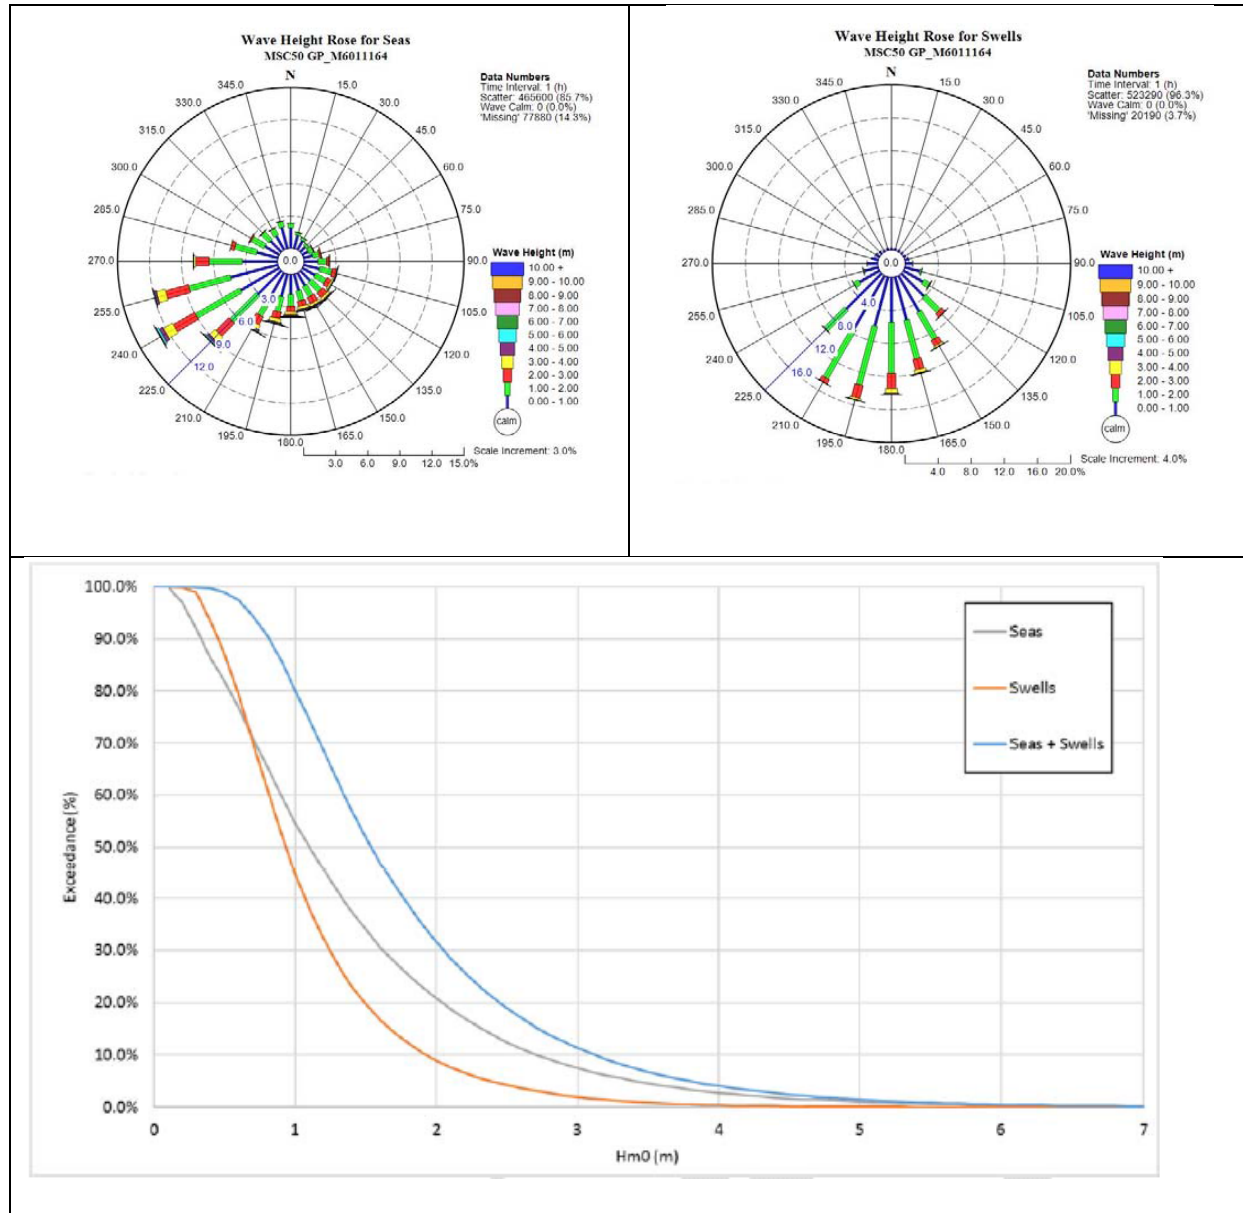 Wave Height Rose for Seas
MSC50 GP_M6011164
N
Data Numbers
Time Interval: 1 (h)
Scatter: 465600 (85.7%)
Wave Calm: 0 (0.0%)
'Missing' 77880 (14.3%)
345.0
15.0
330.0
30.0
315.0
45.0
300.0
60.0
285.0
75.0
270.0
0.0
90.0
255.0
105.0
240.0
120.0
225.0
135.0
210.0
150.0
195.0
165.0
180.0
3.0
6.0
9.0
12.0
Wave Height (m)
10.00 +
9.00 - 10.00
8.00 - 9.00
7.00 - 8.00
6.00 - 7.00
5.00 - 6.00
4.00 - 5.00
3.00 - 4.00
2.00 - 3.00
1.00 - 2.00
0.00 - 1.00
calm
Scale Increment: 3.0%
3.0 6.0 9.0 12.0 15.0%
Wave Height Rose for Swells
MSC50 GP_M6011164
N
Data Numbers
Time Interval: 1 (h)
Scatter: 523290 (96.3%)
Wave Calm: 0 (0.0%)
'Missing' 20190 (3.7%)
345.0
15.0
330.0
30.0
315.0
45.0
300.0
60.0
285.0
75.0
270.0
0.0
90.0
255.0
105.0
240.0
120.0
225.0
135.0
210.0
150.0
195.0
165.0
180.0
4.0
8.0
12.0
16.0
Wave Height (m)
10.00 +
9.00 - 10.00
8.00 - 9.00
7.00 - 8.00
6.00 - 7.00
5.00 - 6.00
4.00 - 5.00
3.00 - 4.00
2.00 - 3.00
1.00 - 2.00
0.00 - 1.00
calm
Scale Increment: 4.0%
4.0 8.0 12.0 16.0 20.0%
100.0%
90.0%
80.0%
70.0%
60.0%
50.0%
40.0%
30.0%
20.0%
10.0%
0.0%
Exceedance (%)
Seas
Swells
Seas + Swells
0 1 2 3 4 5 6 7
Hm0 (m)